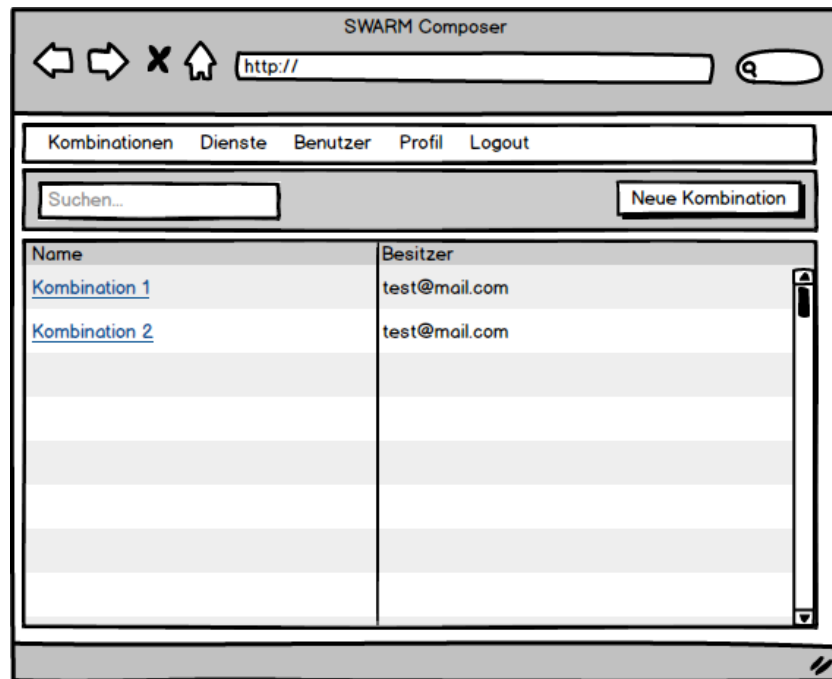 SWARM Composer
http://
Kombinationen Dienste Benutzer Profil Logout
Suchen... Neue Kombination
Name Besitzer
Kombination 1 test@mail.com
Kombination 2 test@mail.com